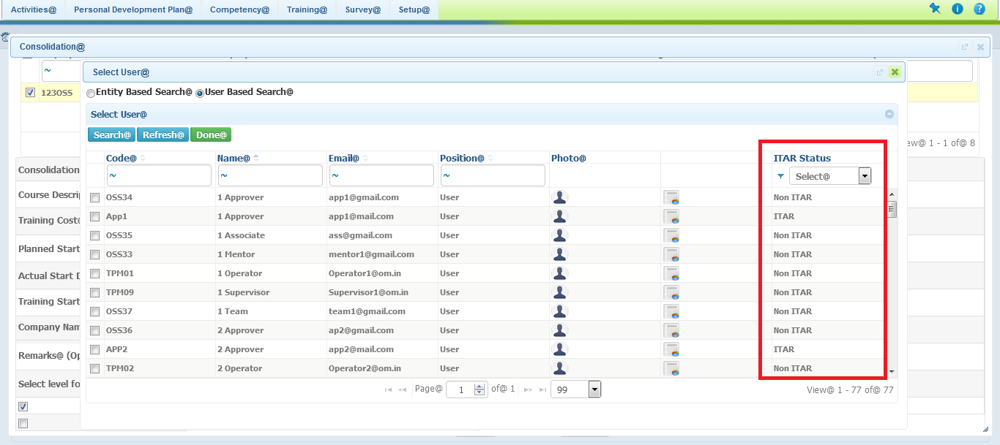 Activities@ Personal Development Plan@ Competency@ Training@ Survey@ Setup@
Consolidation@
Select User@
~
~
123OSS
Entity Based Search@ User Based Search@
Select User@
Search@ Refresh@ Done@
ew@ 1 - 1 of@ 8
Code@ Name@ Email@ Position@ Photo@ ITAR Status
~ ~ ~ ~ Select@
Consolidation
OSS34 1 Approver app1@gmail.com User Non ITAR
Course Descrip
App1 1 Approver app1@mail.com User ITAR
Training Cost@
OSS35 1 Associate ass@gmail.com User Non ITAR
Planned Start
OSS33 1 Mentor mentor1@gmail.com User Non ITAR
TPM01 1 Operator Operator1@om.in User Non ITAR
Actual Start D
TPM09 1 Supervisor Supervisor1@om.in User Non ITAR
Training Start
OSS37 1 Team team1@gmail.com User Non ITAR
Company Nam
OSS36 2 Approver ap2@gmail.com User Non ITAR
APP2 2 Approver app2@mail.com User ITAR
Remarks@ (Op
TPM02 2 Operator Operator2@om.in User Non ITAR
Select level fo
Page@ 1 of@ 1 99 View@ 1 - 77 of@ 77